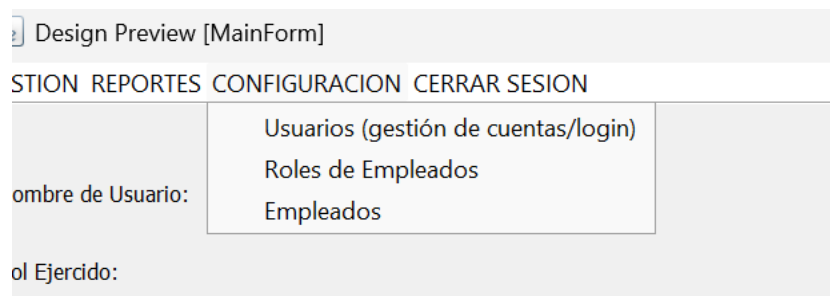 Design Preview [MainForm]
STION REPORTES CONFIGURACION CERRAR SESION
Usuarios (gestión de cuentas/login)
Roles de Empleados
ombre de Usuario:
Empleados
ol Ejercido: